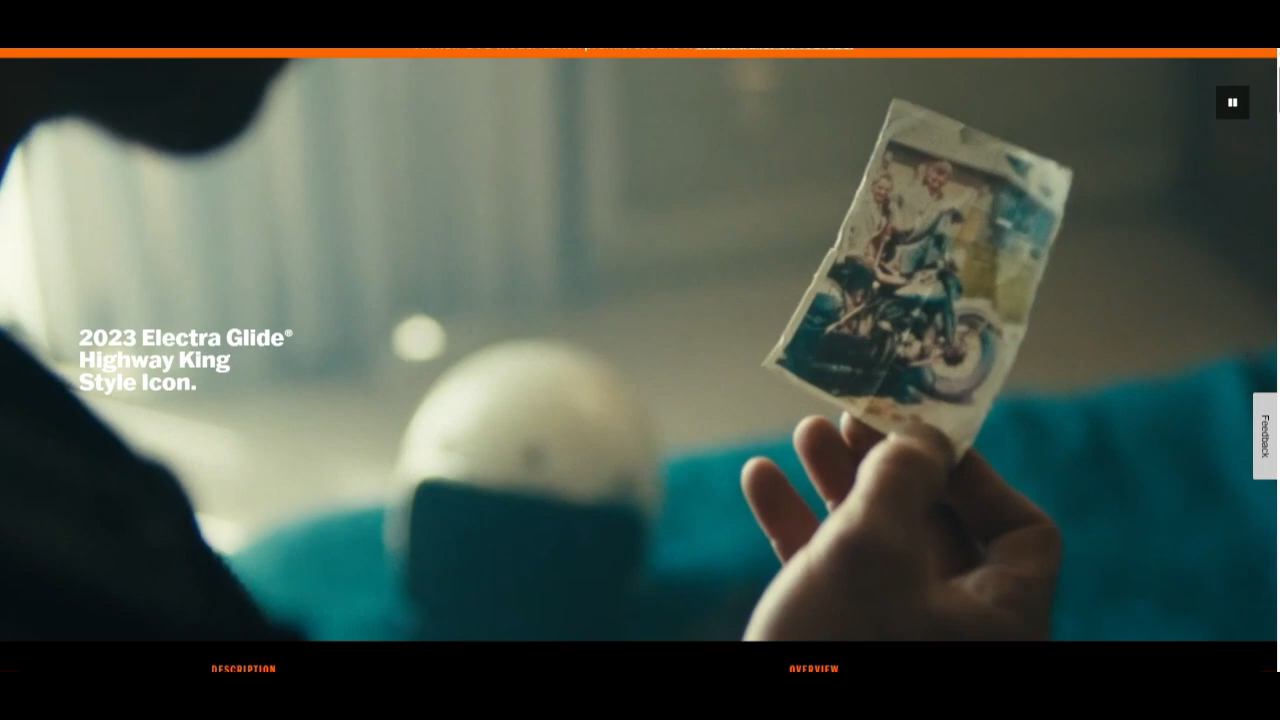 2023 Electra Glide®
Highway King
Style Icon.
Feedback
DESCRIPTION
OVERVIEW